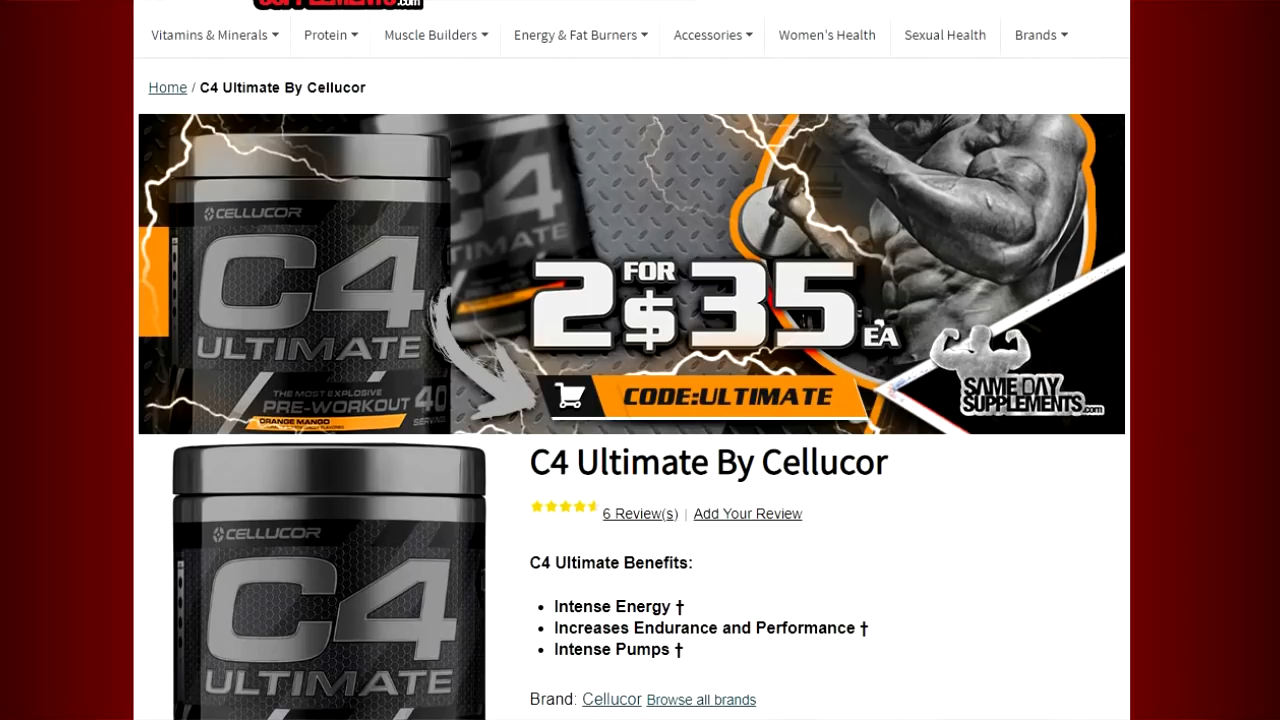 SUPPLEMENTS.com
Vitamins & Minerals Protein Muscle Builders Energy & Fat Burners Accessories Women's Health Sexual Health Brands
Home / C4 Ultimate By Cellucor
CELLUCOR
C4
ULTIMATE
THE MOST EXPLOSIVE
PRE-WORKOUT
40
ORANGE MANGO
C4
ULTIMATE
2 FOR $35 EA
CODE:ULTIMATE
SAME DAY
SUPPLEMENTS.com
C4 Ultimate By Cellucor
6 Review(s) | Add Your Review
C4 Ultimate Benefits:
• Intense Energy †
• Increases Endurance and Performance †
• Intense Pumps †
Brand: Cellucor Browse all brands
CELLUCOR
C4
ULTIMATE